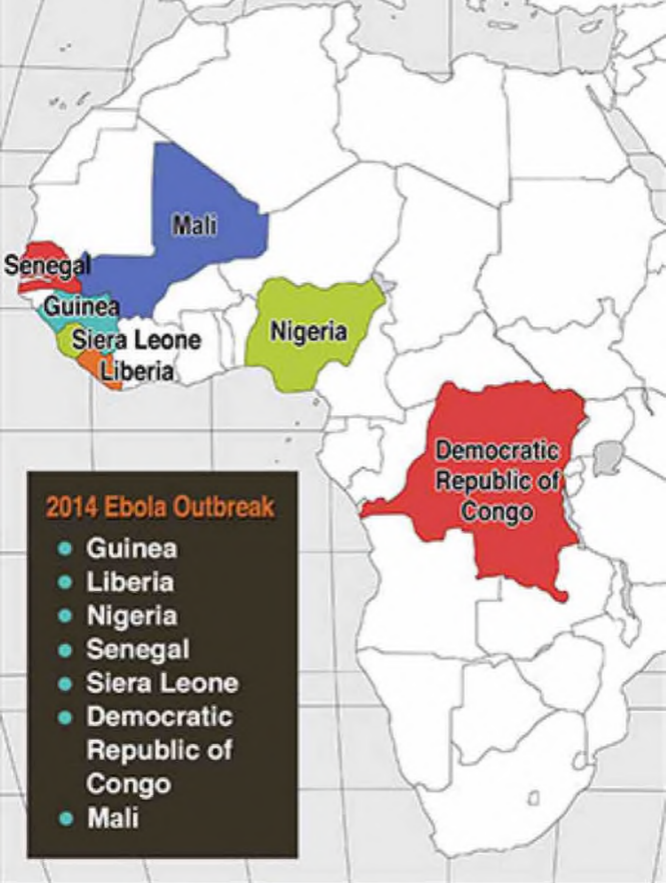 Mali
Senegal
Guinea
Siera Leone
Liberia
Nigeria
Democratic
Republic of
Congo
2014 Ebola Outbreak
• Guinea
• Liberia
• Nigeria
• Senegal
• Siera Leone
• Democratic
Republic of
Congo
• Mali